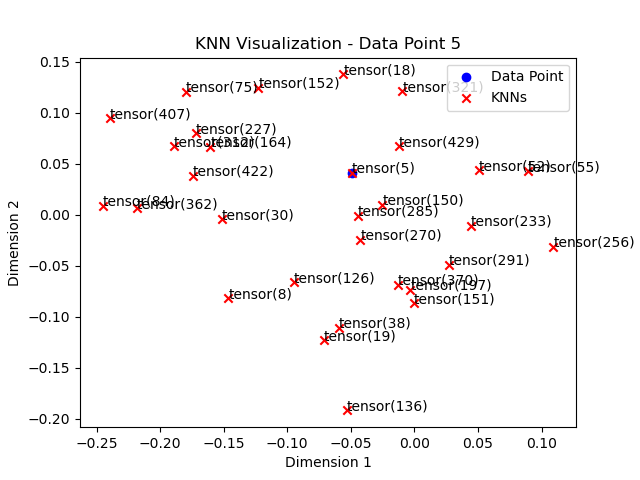 KNN Visualization - Data Point 5
Data Point
KNNs
tensor(18)
tensor(75)
tensor(152)
tensor(321)
tensor(407)
tensor(227)
tensor(312)
tensor(164)
tensor(429)
tensor(422)
tensor(5)
tensor(52)
tensor(55)
tensor(84)
tensor(362)
tensor(30)
tensor(150)
tensor(285)
tensor(233)
tensor(270)
tensor(256)
tensor(291)
tensor(126)
tensor(370)
tensor(197)
tensor(8)
tensor(151)
tensor(38)
tensor(19)
tensor(136)
0.15
0.10
0.05
0.00
−0.05
−0.10
−0.15
−0.20
Dimension 2
−0.25
−0.20
−0.15
−0.10
−0.05
0.00
0.05
0.10
Dimension 1